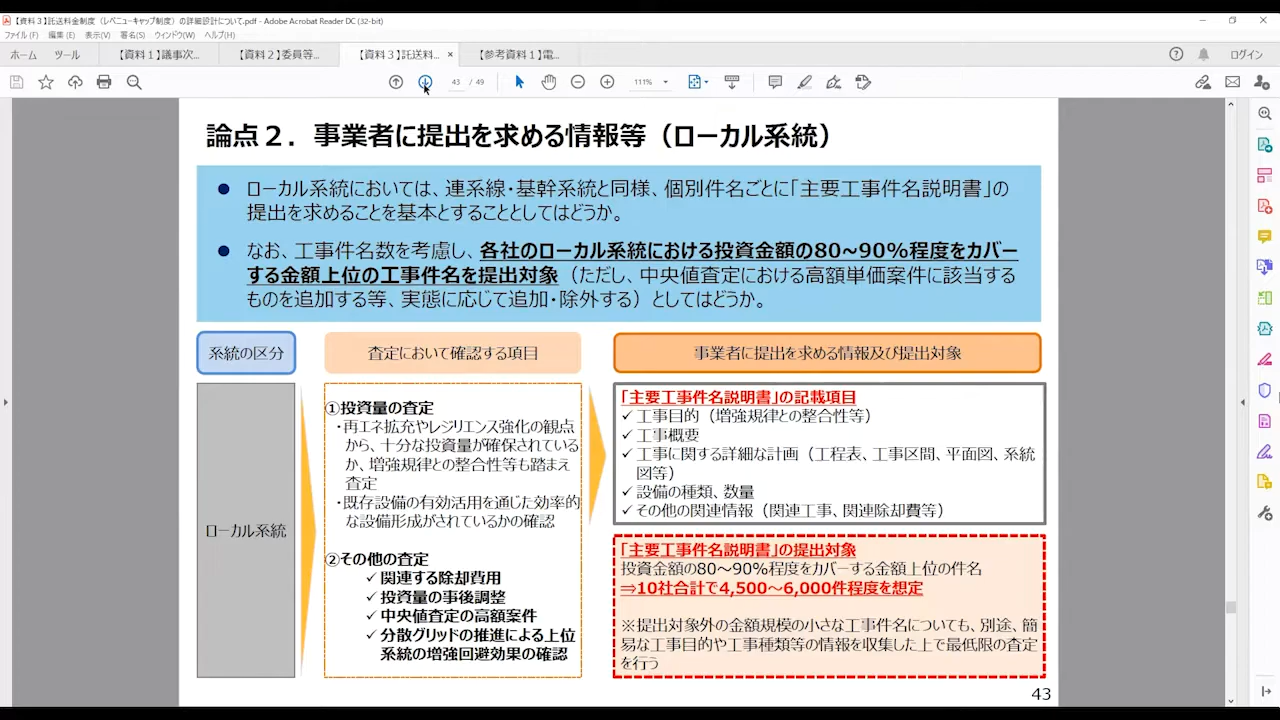 【資料３】託送料金制度（レベニューキャップ制度）の詳細設計について.pdf - Adobe Acrobat Reader DC (32-bit)
ファイル(F) 編集(E) 表示(V) 署名(S) ウィンドウ(W) ヘルプ(H)
ホーム ツール 【資料１】議事次... 【資料２】委員等... 【資料３】託送料... × 【参考資料１】電... ログイン
43 / 49 111%
論点２．事業者に提出を求める情報等（ローカル系統）
● ローカル系統においては、連系線・基幹系統と同様、個別件名ごとに「主要工事件名説明書」の
提出を求めることを基本とすることとしてはどうか。
● なお、工事件名数を考慮し、各社のローカル系統における投資金額の80～90%程度をカバー
する金額上位の工事件名を提出対象（ただし、中央値査定における高額単価案件に該当する
ものを追加する等、実態に応じて追加・除外する）としてはどうか。
系統の区分
査定において確認する項目
事業者に提出を求める情報及び提出対象
ローカル系統
①投資量の査定
・再エネ拡充やレジリエンス強化の観点
から、十分な投資量が確保されている
か、増強規律との整合性等も踏まえ
査定
・既存設備の有効活用を通じた効率的
な設備形成がされているかの確認
②その他の査定
✓ 関連する除却費用
✓ 投資量の事後調整
✓ 中央値査定の高額案件
✓ 分散グリッドの推進による上位
系統の増強回避効果の確認
「主要工事件名説明書」の記載項目
✓ 工事目的（増強規律との整合性等）
✓ 工事概要
✓ 工事に関する詳細な計画（工程表、工事区間、平面図、系統
図等）
✓ 設備の種類、数量
✓ その他の関連情報（関連工事、関連除却費等）
「主要工事件名説明書」の提出対象
投資金額の80～90%程度をカバーする金額上位の件名
⇒10社合計で4,500～6,000件程度を想定
※提出対象外の金額規模の小さな工事件名についても、別途、簡
易な工事目的や工事種類等の情報を収集した上で最低限の査定
を行う
43